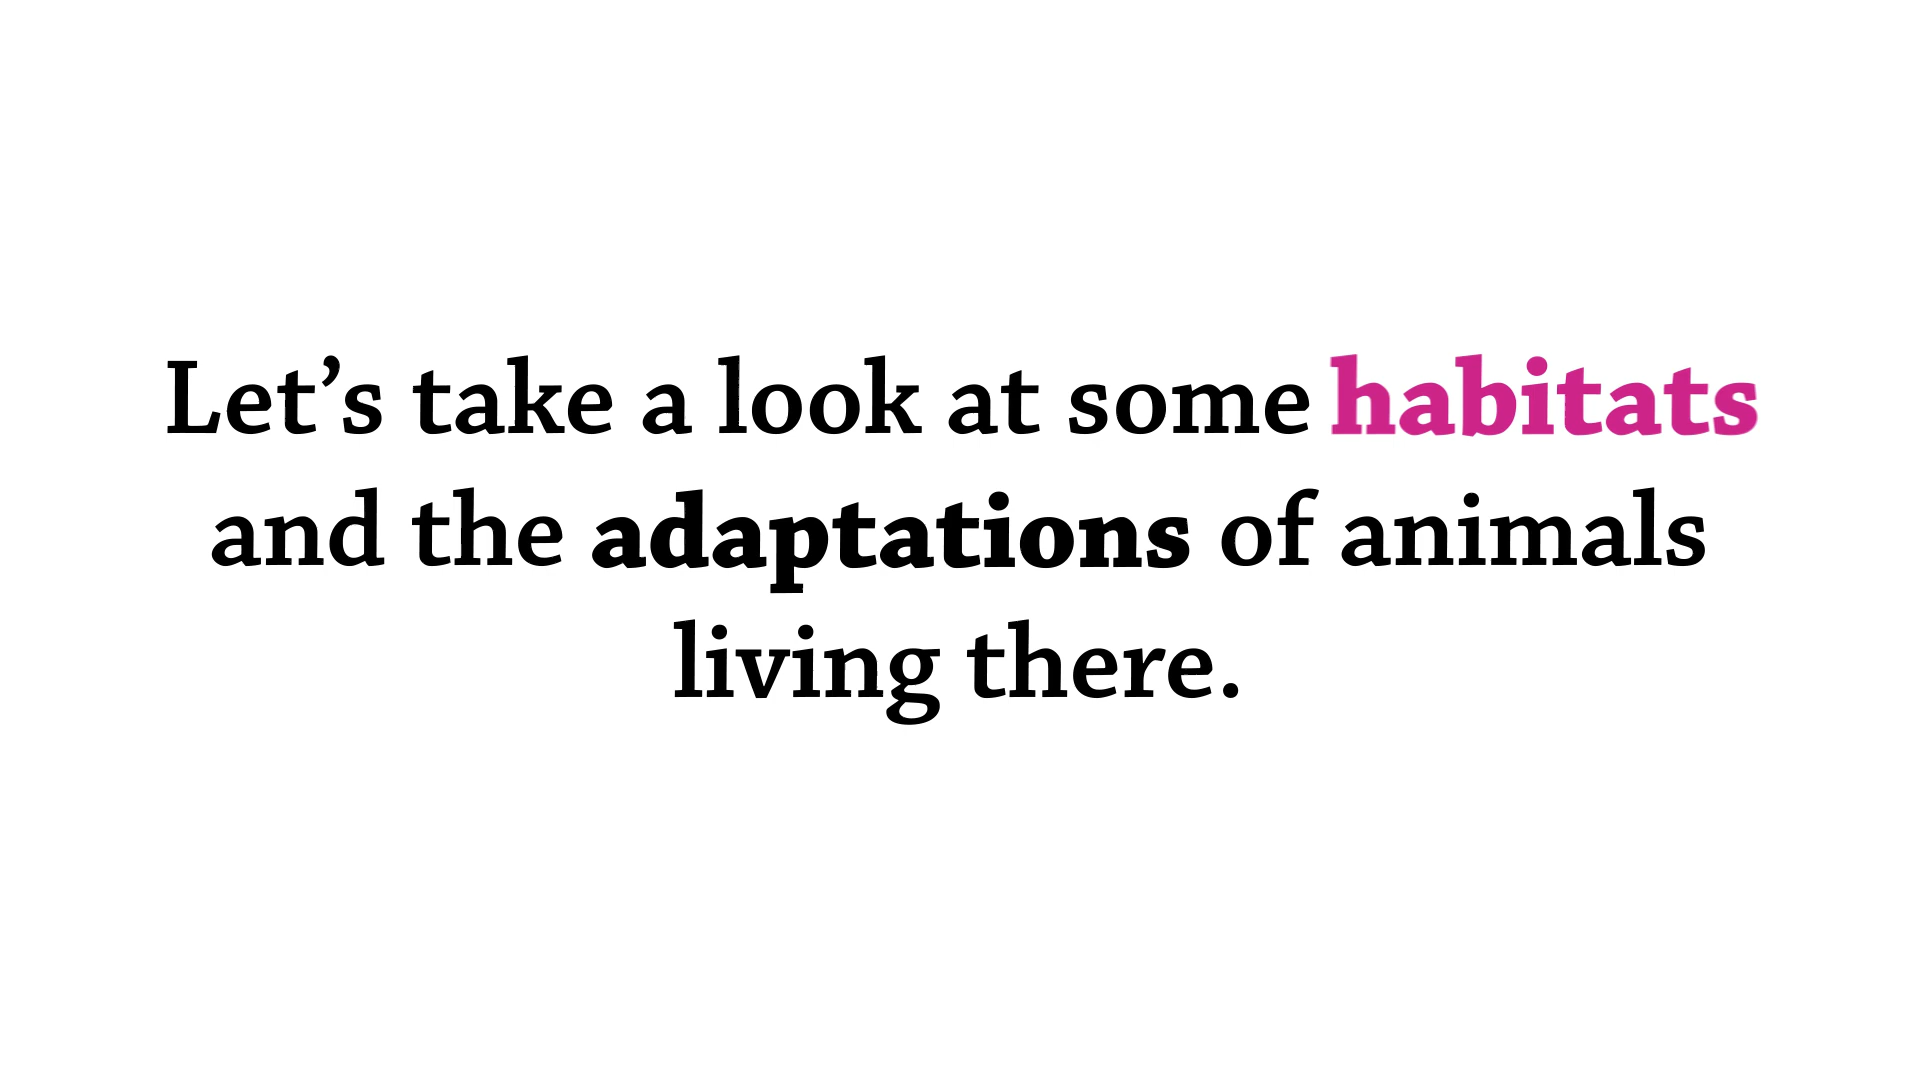 Let’s take a look at some habitats
and the adaptations of animals
living there.